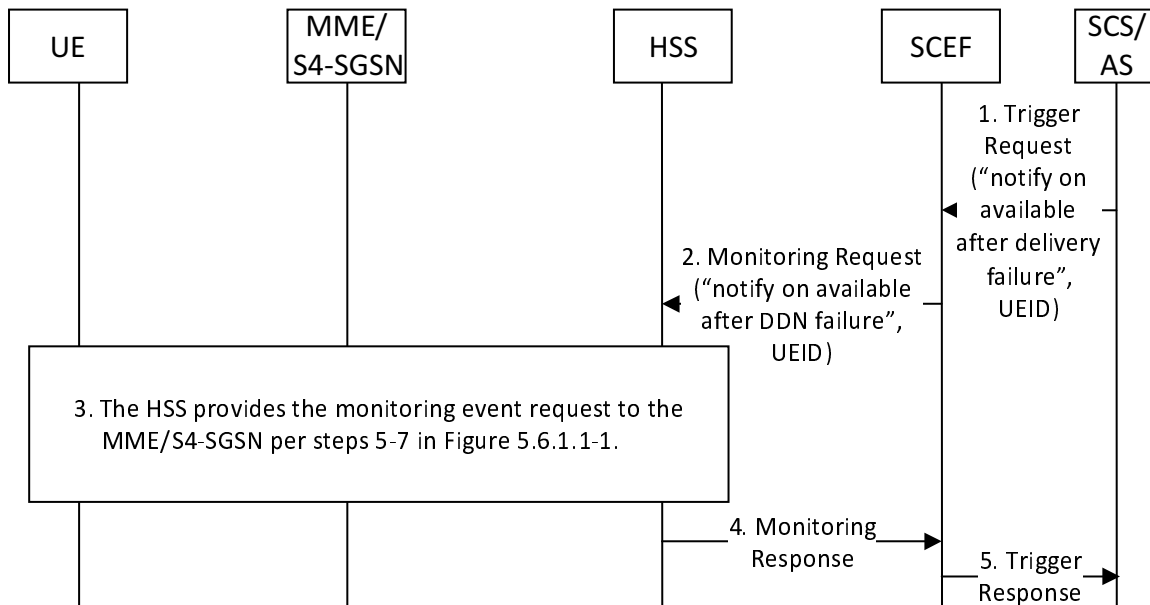 UE
MME/
S4-SGSN
HSS
SCEF
SCS/
AS
1. Trigger
Request
(“notify on
available
after delivery
failure”,
UEID)
2. Monitoring Request
(“notify on available
after DDN failure”,
UEID)
3. The HSS provides the monitoring event request to the
MME/S4-SGSN per steps 5-7 in Figure 5.6.1.1-1.
4. Monitoring
Response
5. Trigger
Response